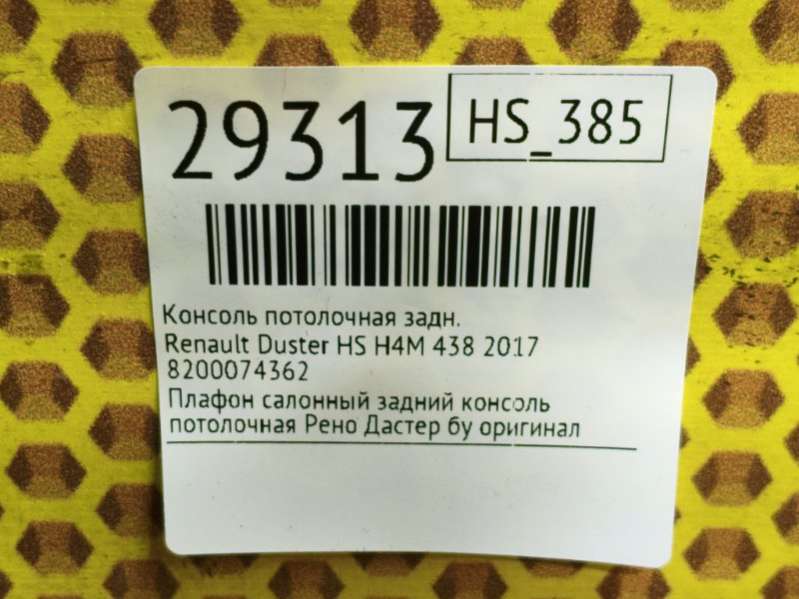 29313
HS_385
Консоль потолочная задн.
Renault Duster HS H4M 438 2017
8200074362
Плафон салонный задний консоль
потолочная Рено Дастер бу оригинал